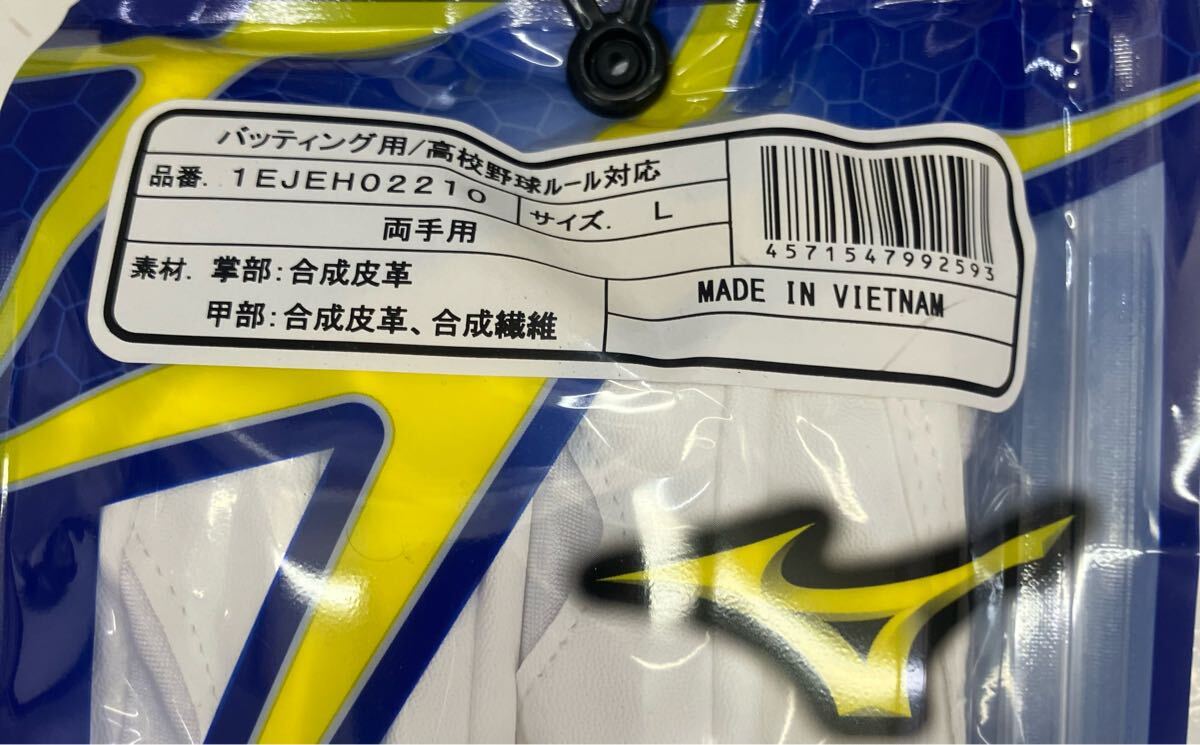 バッティング用/高校野球ルール対応
品番. 1EJEH02210 サイズ. L
両手用
素材. 掌部:合成皮革
甲部:合成皮革、合成繊維
4571547992593
MADE IN VIETNAM